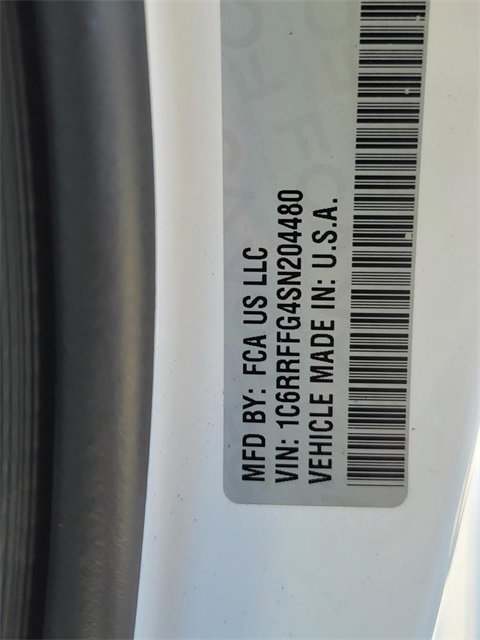 MFD BY: FCA US LLC
VIN: 1C6RRFFG4SN204480
VEHICLE MADE IN: U.S.A.